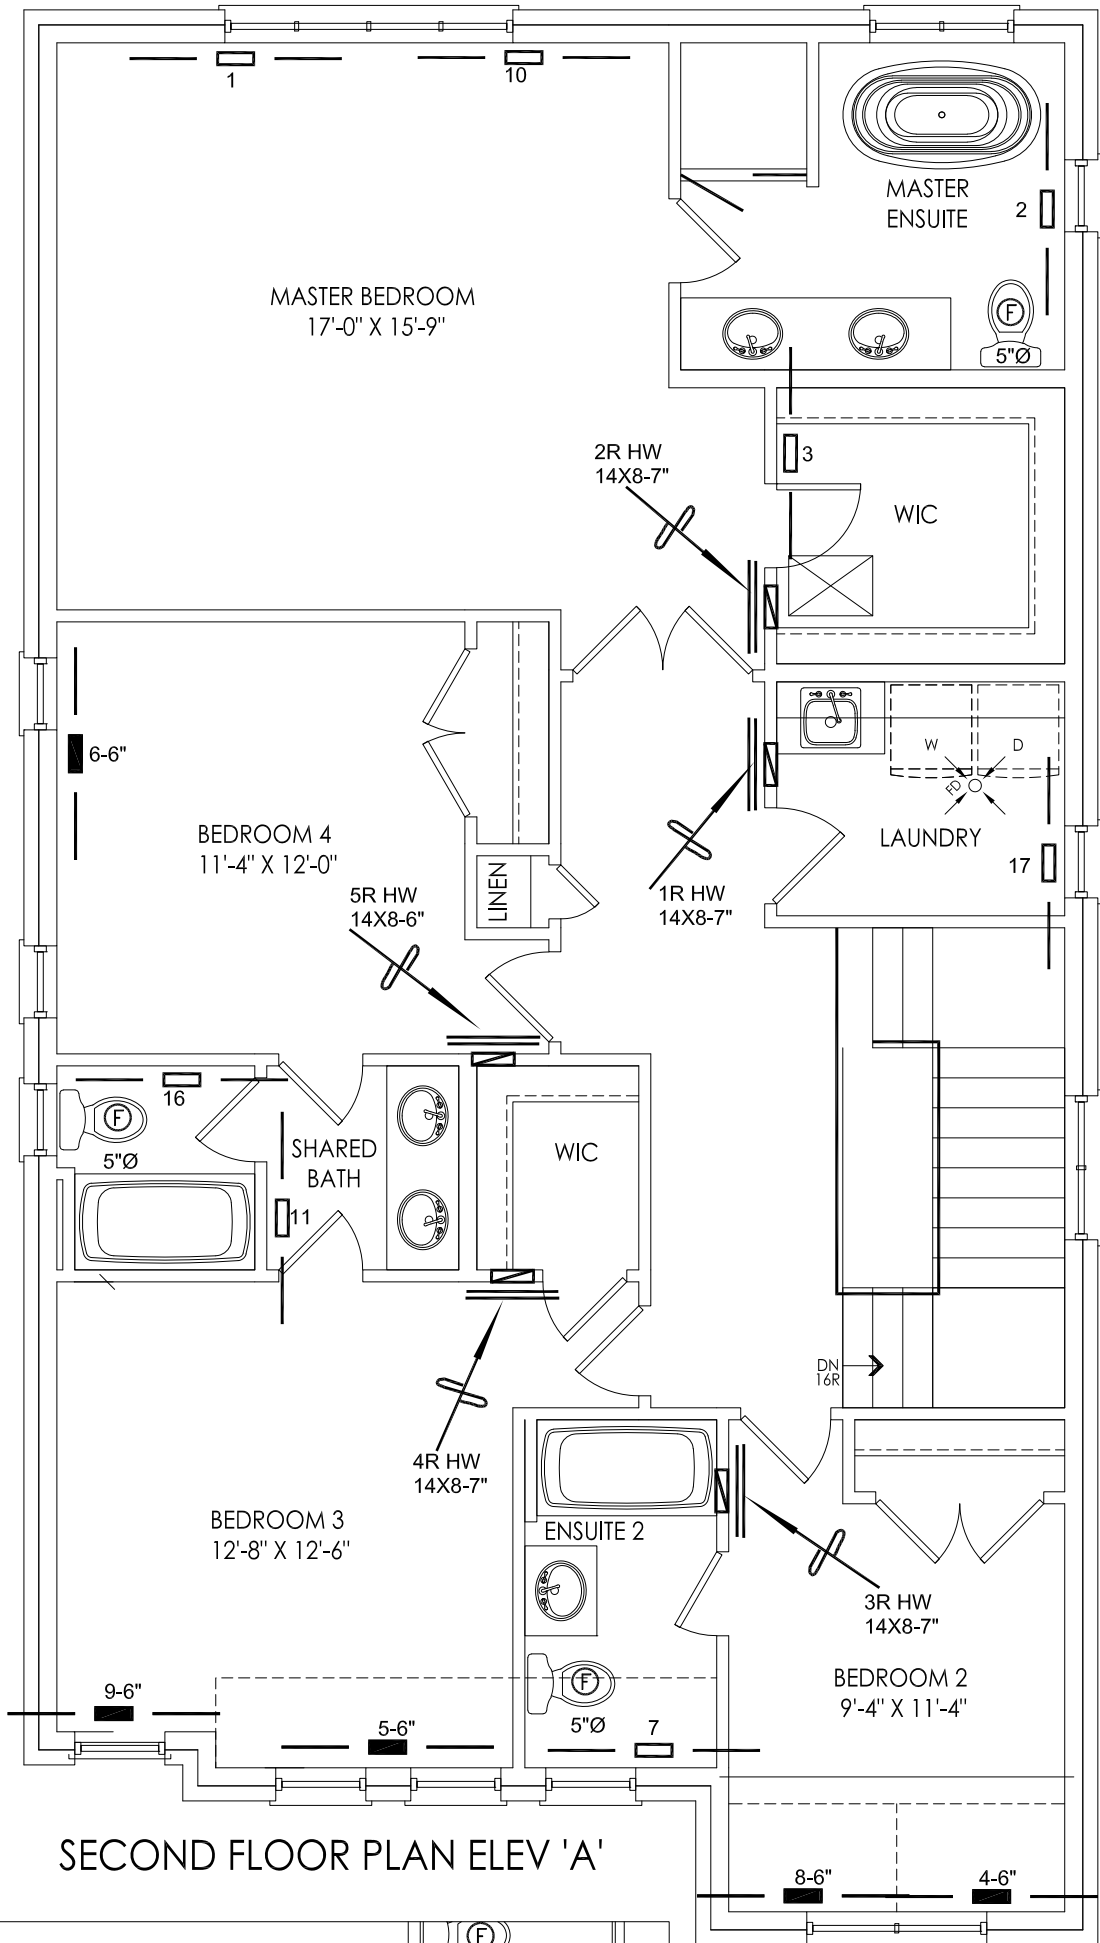 1
10
MASTER
ENSUITE
2
MASTER BEDROOM
17'-0" X 15'-9"
F
5"Ø
2R HW
14X8-7"
3
WIC
6-6"
W
D
FD
BEDROOM 4
11'-4" X 12'-0"
LAUNDRY
17
LINEN
5R HW
14X8-6"
1R HW
14X8-7"
16
F
5"Ø
SHARED
BATH
WIC
11
DN
16R
4R HW
14X8-7"
BEDROOM 3
12'-8" X 12'-6"
ENSUITE 2
3R HW
14X8-7"
F
5"Ø
BEDROOM 2
9'-4" X 11'-4"
9-6"
5-6"
7
SECOND FLOOR PLAN ELEV 'A'
8-6"
4-6"
F